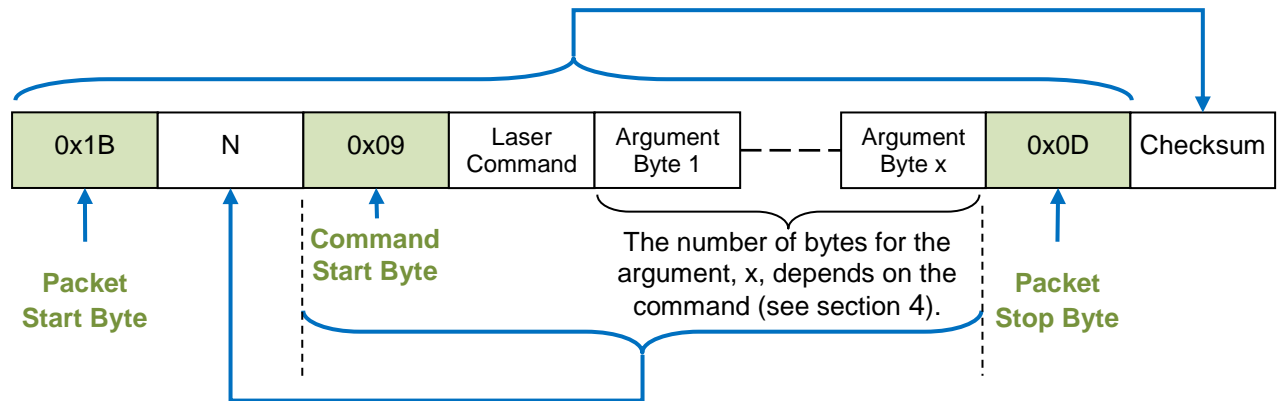 0x1B
N
0x09
Laser
Command
Argument
Byte 1
Argument
Byte x
0x0D
Checksum
Packet
Start Byte
Command
Start Byte
The number of bytes for the
argument, x, depends on the
command (see section 4).
Packet
Stop Byte